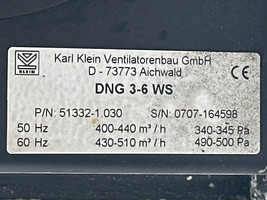 Karl Klein Ventilatorenbau GmbH
KLEIN D - 73773 Aichwald CE
DNG 3-6 WS
P/N: 51332-1.030 S/N: 0707-164598
50 Hz 400-440 m³/h 340-345 Pa
60 Hz 430-510 m³/h 490-500 Pa